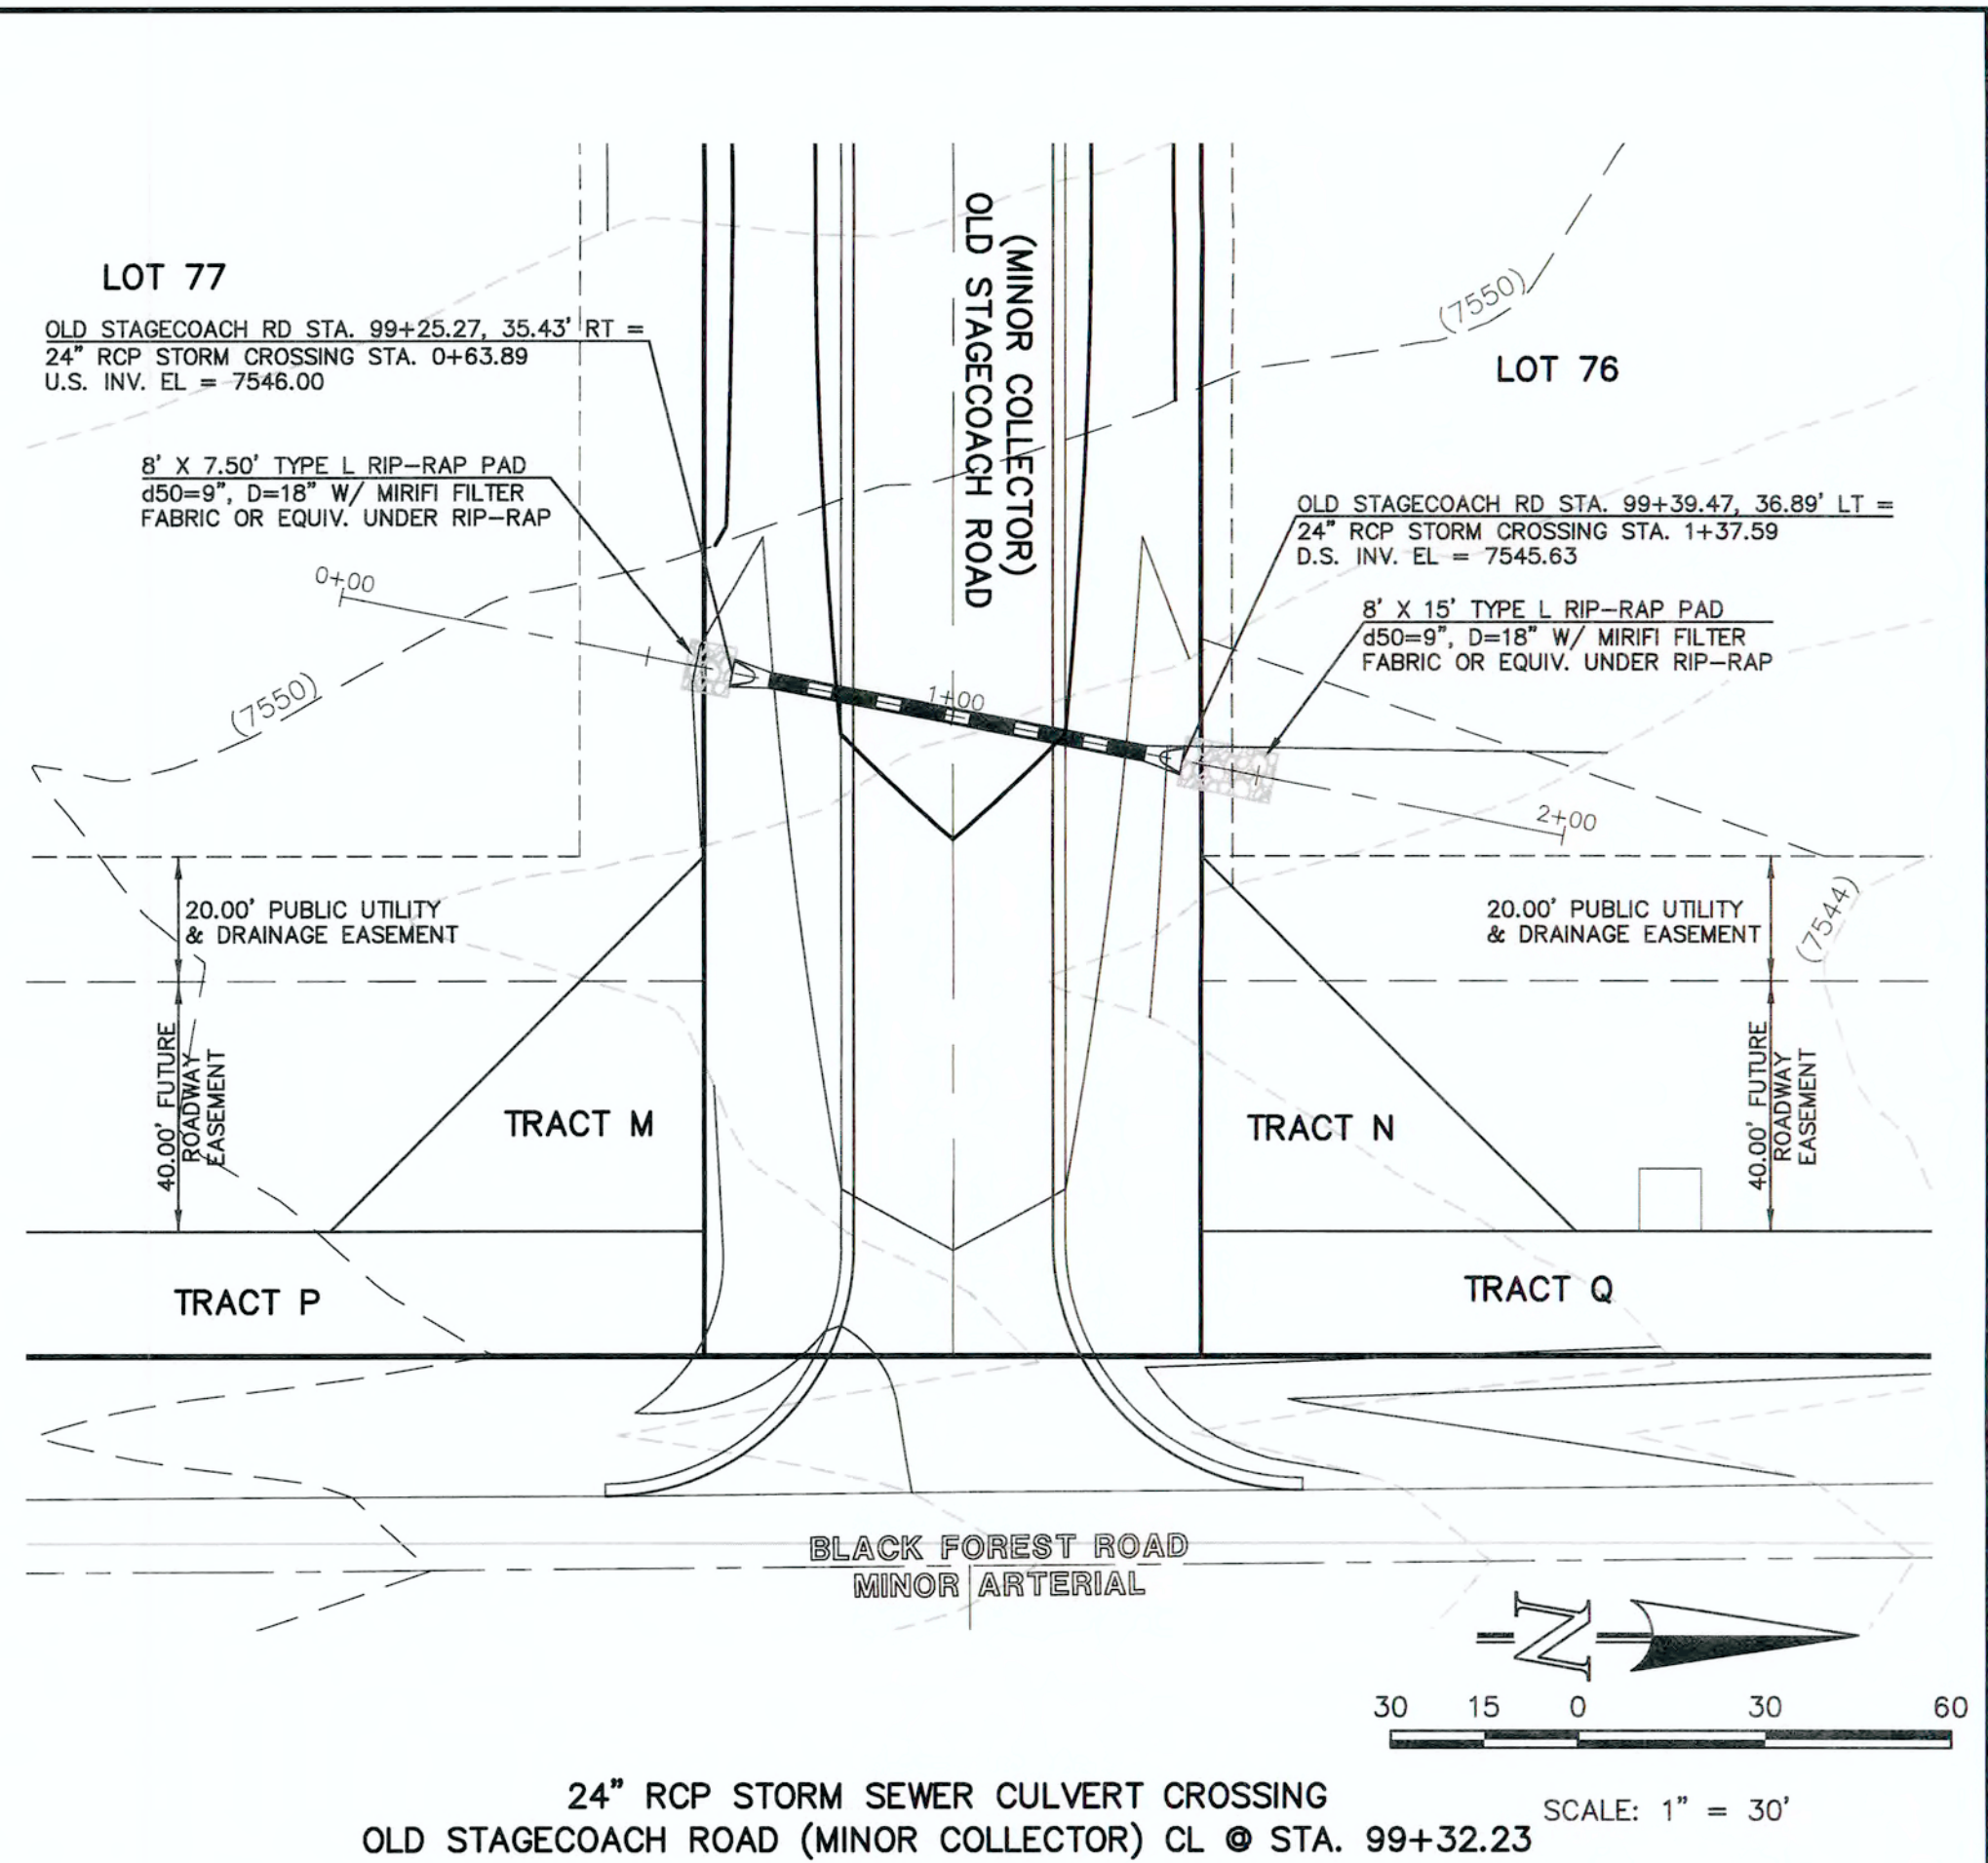 (MINOR COLLECTOR)
OLD STAGECOACH ROAD
LOT 77
OLD STAGECOACH RD STA. 99+25.27, 35.43' RT =
24" RCP STORM CROSSING STA. 0+63.89
U.S. INV. EL = 7546.00
8' X 7.50' TYPE L RIP-RAP PAD
d50=9", D=18" W/ MIRIFI FILTER
FABRIC OR EQUIV. UNDER RIP-RAP
(7550)
LOT 76
OLD STAGECOACH RD STA. 99+39.47, 36.89' LT =
24" RCP STORM CROSSING STA. 1+37.59
D.S. INV. EL = 7545.63
8' X 15' TYPE L RIP-RAP PAD
d50=9", D=18" W/ MIRIFI FILTER
FABRIC OR EQUIV. UNDER RIP-RAP
0+00
(7550)
1+00
2+00
20.00' PUBLIC UTILITY
& DRAINAGE EASEMENT
20.00' PUBLIC UTILITY
& DRAINAGE EASEMENT
(7544)
40.00' FUTURE
ROADWAY
EASEMENT
TRACT M
TRACT N
40.00' FUTURE
ROADWAY
EASEMENT
TRACT P
TRACT Q
BLACK FOREST ROAD
MINOR ARTERIAL
N
30 15 0 30 60
24" RCP STORM SEWER CULVERT CROSSING
OLD STAGECOACH ROAD (MINOR COLLECTOR) CL @ STA. 99+32.23
SCALE: 1" = 30'